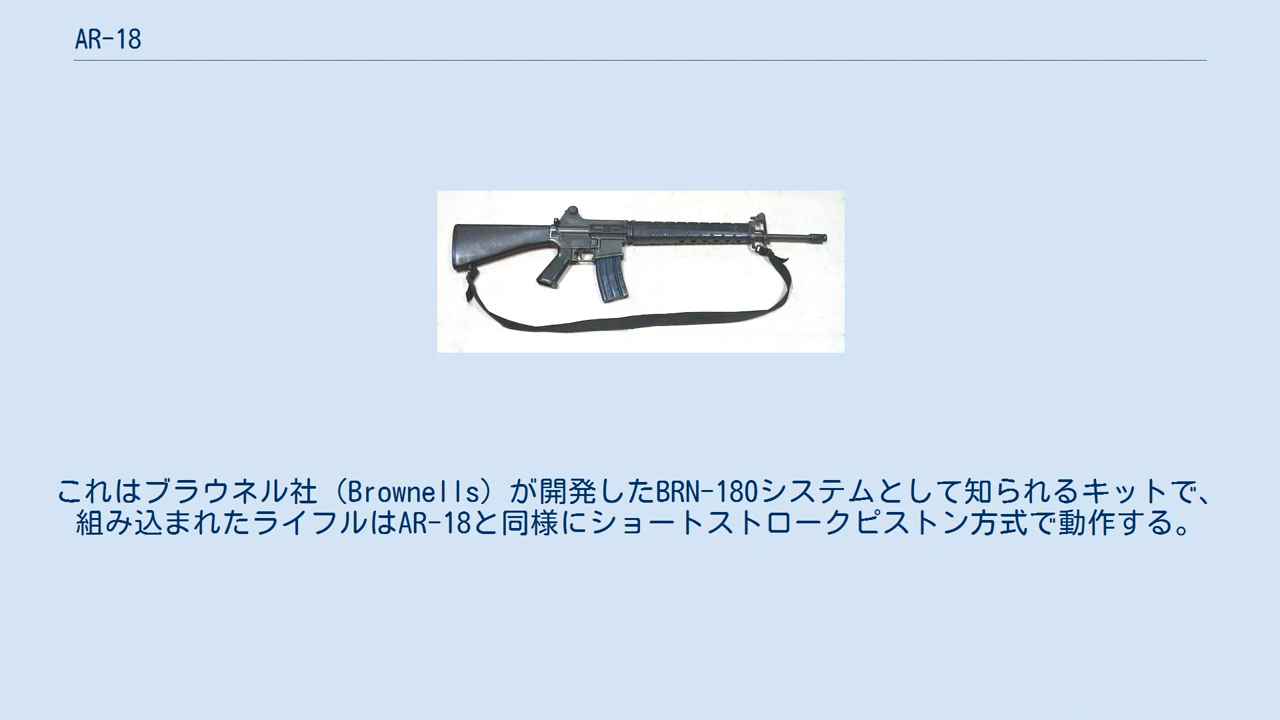 AR-18
これはブラウネル社（Brownells）が開発したBRN-180システムとして知られるキットで、
組み込まれたライフルはAR-18と同様にショートストロークピストン方式で動作する。